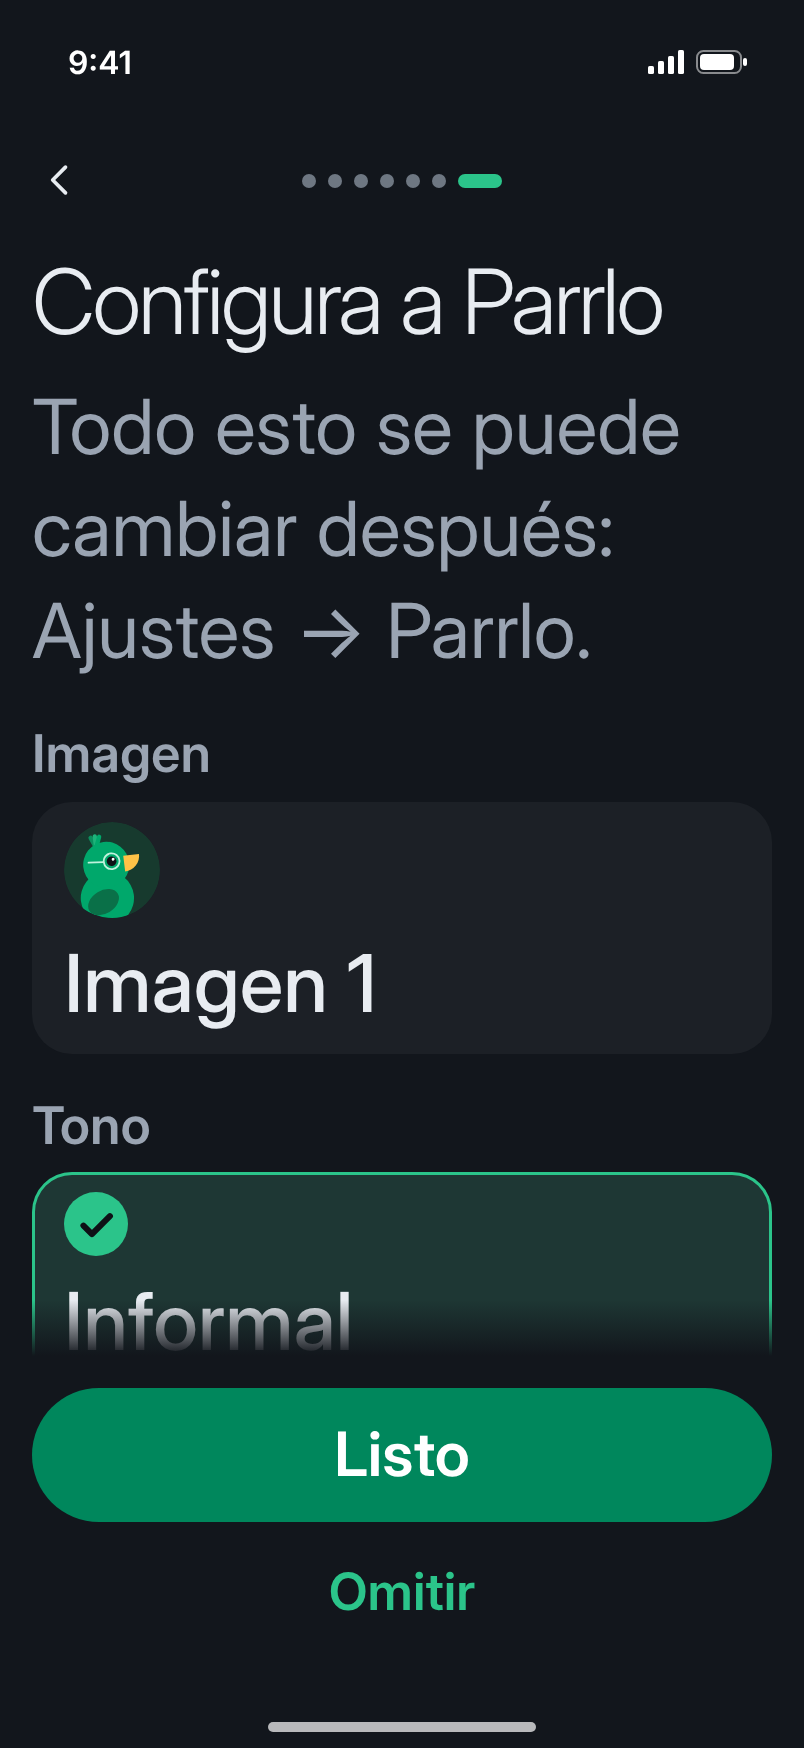 9:41
Configura a Parrlo
Todo esto se puede
cambiar después:
Ajustes → Parrlo.
Imagen
Imagen 1
Tono
Informal
Listo
Omitir